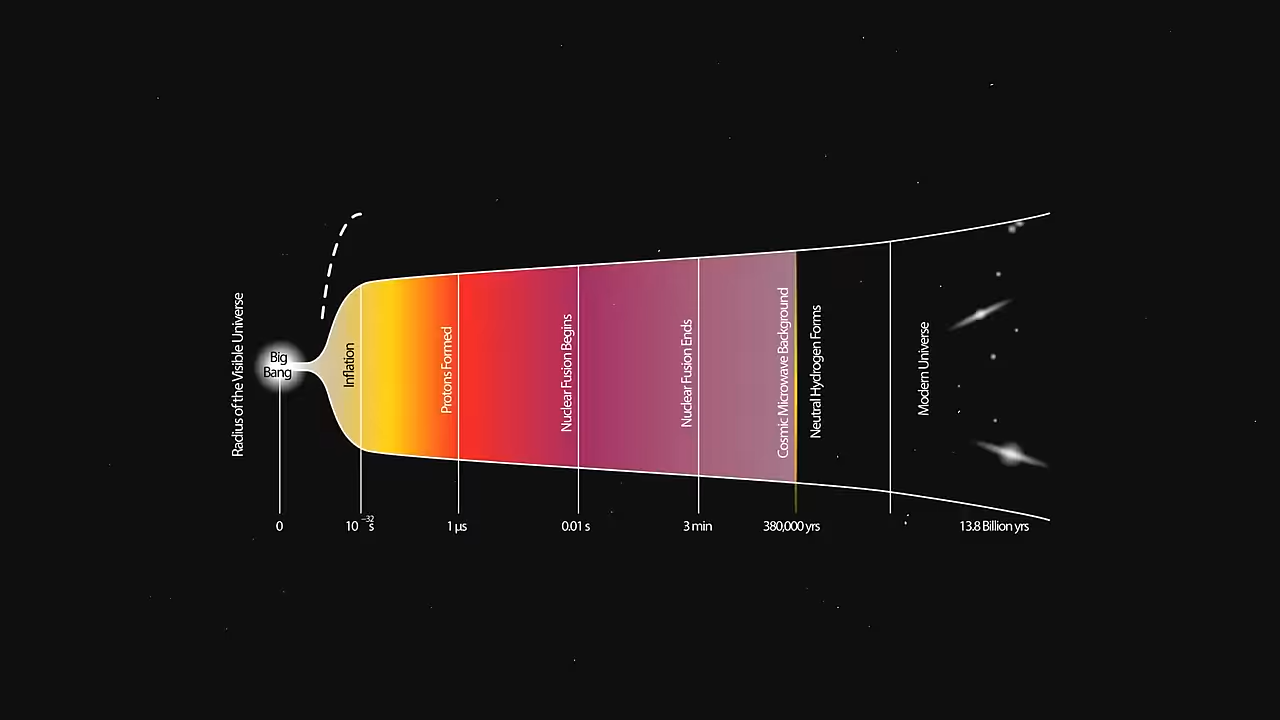 Radius of the Visible Universe
Big
Bang
Inflation
Protons Formed
Nuclear Fusion Begins
Nuclear Fusion Ends
Cosmic Microwave Background
Neutral Hydrogen Forms
Modern Universe
0
10⁻³² s
1 µs
0.01 s
3 min
380,000 yrs
13.8 Billion yrs